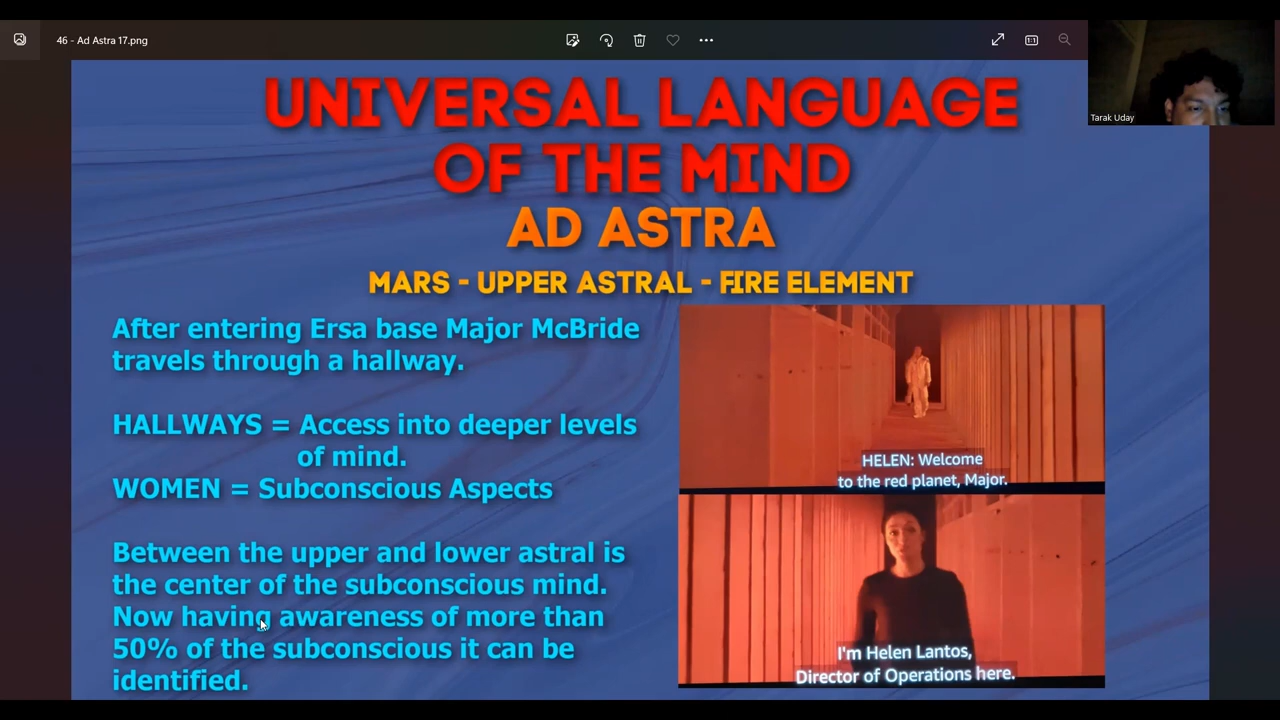 46 - Ad Astra 17.png
1:1
Tarak Uday
UNIVERSAL LANGUAGE
OF THE MIND
AD ASTRA
MARS - UPPER ASTRAL - FIRE ELEMENT
After entering Ersa base Major McBride
travels through a hallway.
HALLWAYS = Access into deeper levels
of mind.
WOMEN = Subconscious Aspects
Between the upper and lower astral is
the center of the subconscious mind.
Now having awareness of more than
50% of the subconscious it can be
identified.
HELEN: Welcome
to the red planet, Major.
I'm Helen Lantos,
Director of Operations here.